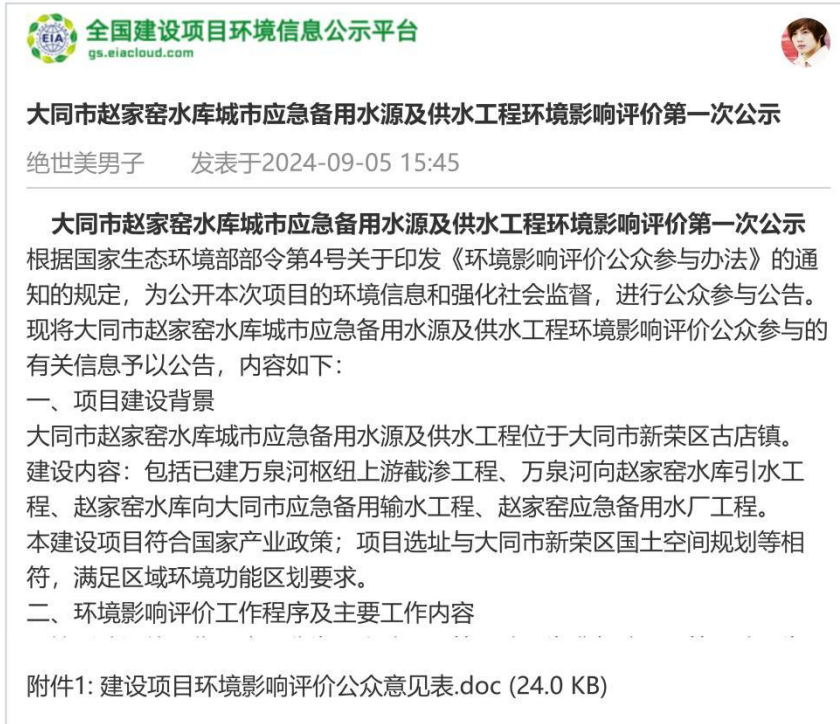 EIA
全国建设项目环境信息公示平台
gs.eiacloud.com
大同市赵家窑水库城市应急备用水源及供水工程环境影响评价第一次公示
绝世美男子 发表于2024-09-05 15:45
大同市赵家窑水库城市应急备用水源及供水工程环境影响评价第一次公示
根据国家生态环境部部令第4号关于印发《环境影响评价公众参与办法》的通
知的规定，为公开本次项目的环境信息和强化社会监督，进行公众参与公告。
现将大同市赵家窑水库城市应急备用水源及供水工程环境影响评价公众参与的
有关信息予以公告，内容如下：
一、项目建设背景
大同市赵家窑水库城市应急备用水源及供水工程位于大同市新荣区古店镇。
建设内容：包括已建万泉河枢纽上游截渗工程、万泉河向赵家窑水库引水工
程、赵家窑水库向大同市应急备用输水工程、赵家窑应急备用水厂工程。
本建设项目符合国家产业政策；项目选址与大同市新荣区国土空间规划等相
符，满足区域环境功能区划要求。
二、环境影响评价工作程序及主要工作内容
附件1: 建设项目环境影响评价公众意见表.doc (24.0 KB)